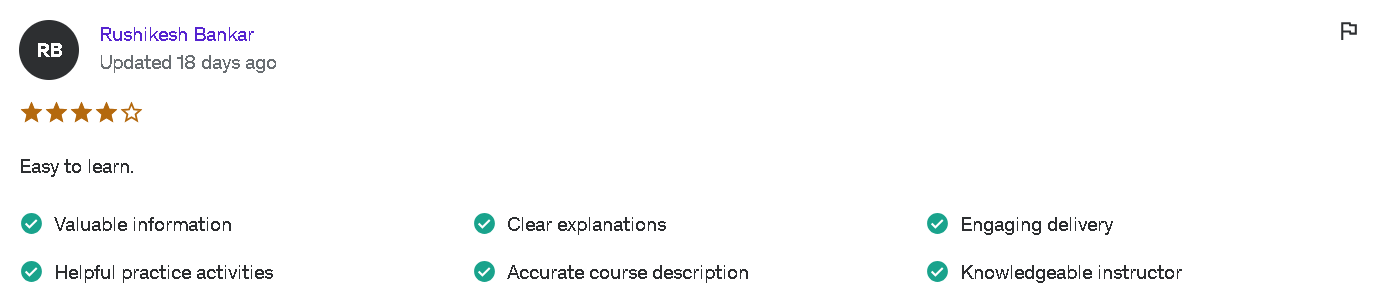 RB
Rushikesh Bankar
Updated 18 days ago
Easy to learn.
Valuable information
Clear explanations
Engaging delivery
Helpful practice activities
Accurate course description
Knowledgeable instructor